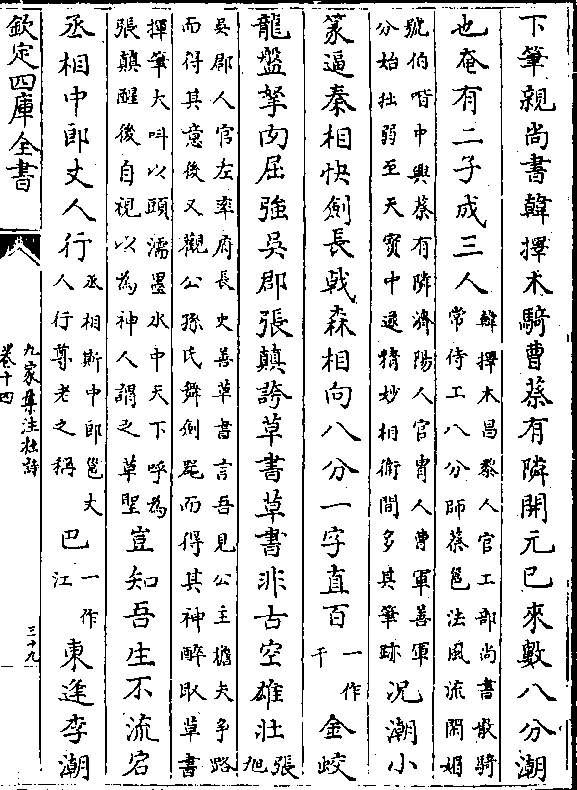 下筆親尚書韓擇木騎曹蔡有隣開元已來數八分潮
也奄有二子成三人
韓擇木昌黎人官工部尚書散騎
常侍工八分師蔡邕法風流閑媚
號伯喈中興蔡有隣濟陽人官胄人曹軍善軍
分始拙弱至天寶中遂精妙相衛間多其筆跡
況潮小
篆逼秦相快劍長戟森相向八分一字直百
一作
千
金蛟
龍盤拏肉屈強吳郡張顛誇草書草書非古空雄壯
張
旭
吳郡人官左率府長史善草書言吾見公主擔夫爭路
而得其意後又觀公孫氏舞劍器而得其神醉取草書
揮筆大叫以頭濡墨水中天下呼為
張顛醒後自視以為神人謂之草聖
豈知吾生不流宕
丞相中郎丈人行
丞相斯中郎邕丈
人行尊老之稱
巴
一作
江
東逢李潮
欽定四庫全書
九家集注杜詩
卷十四
三十九